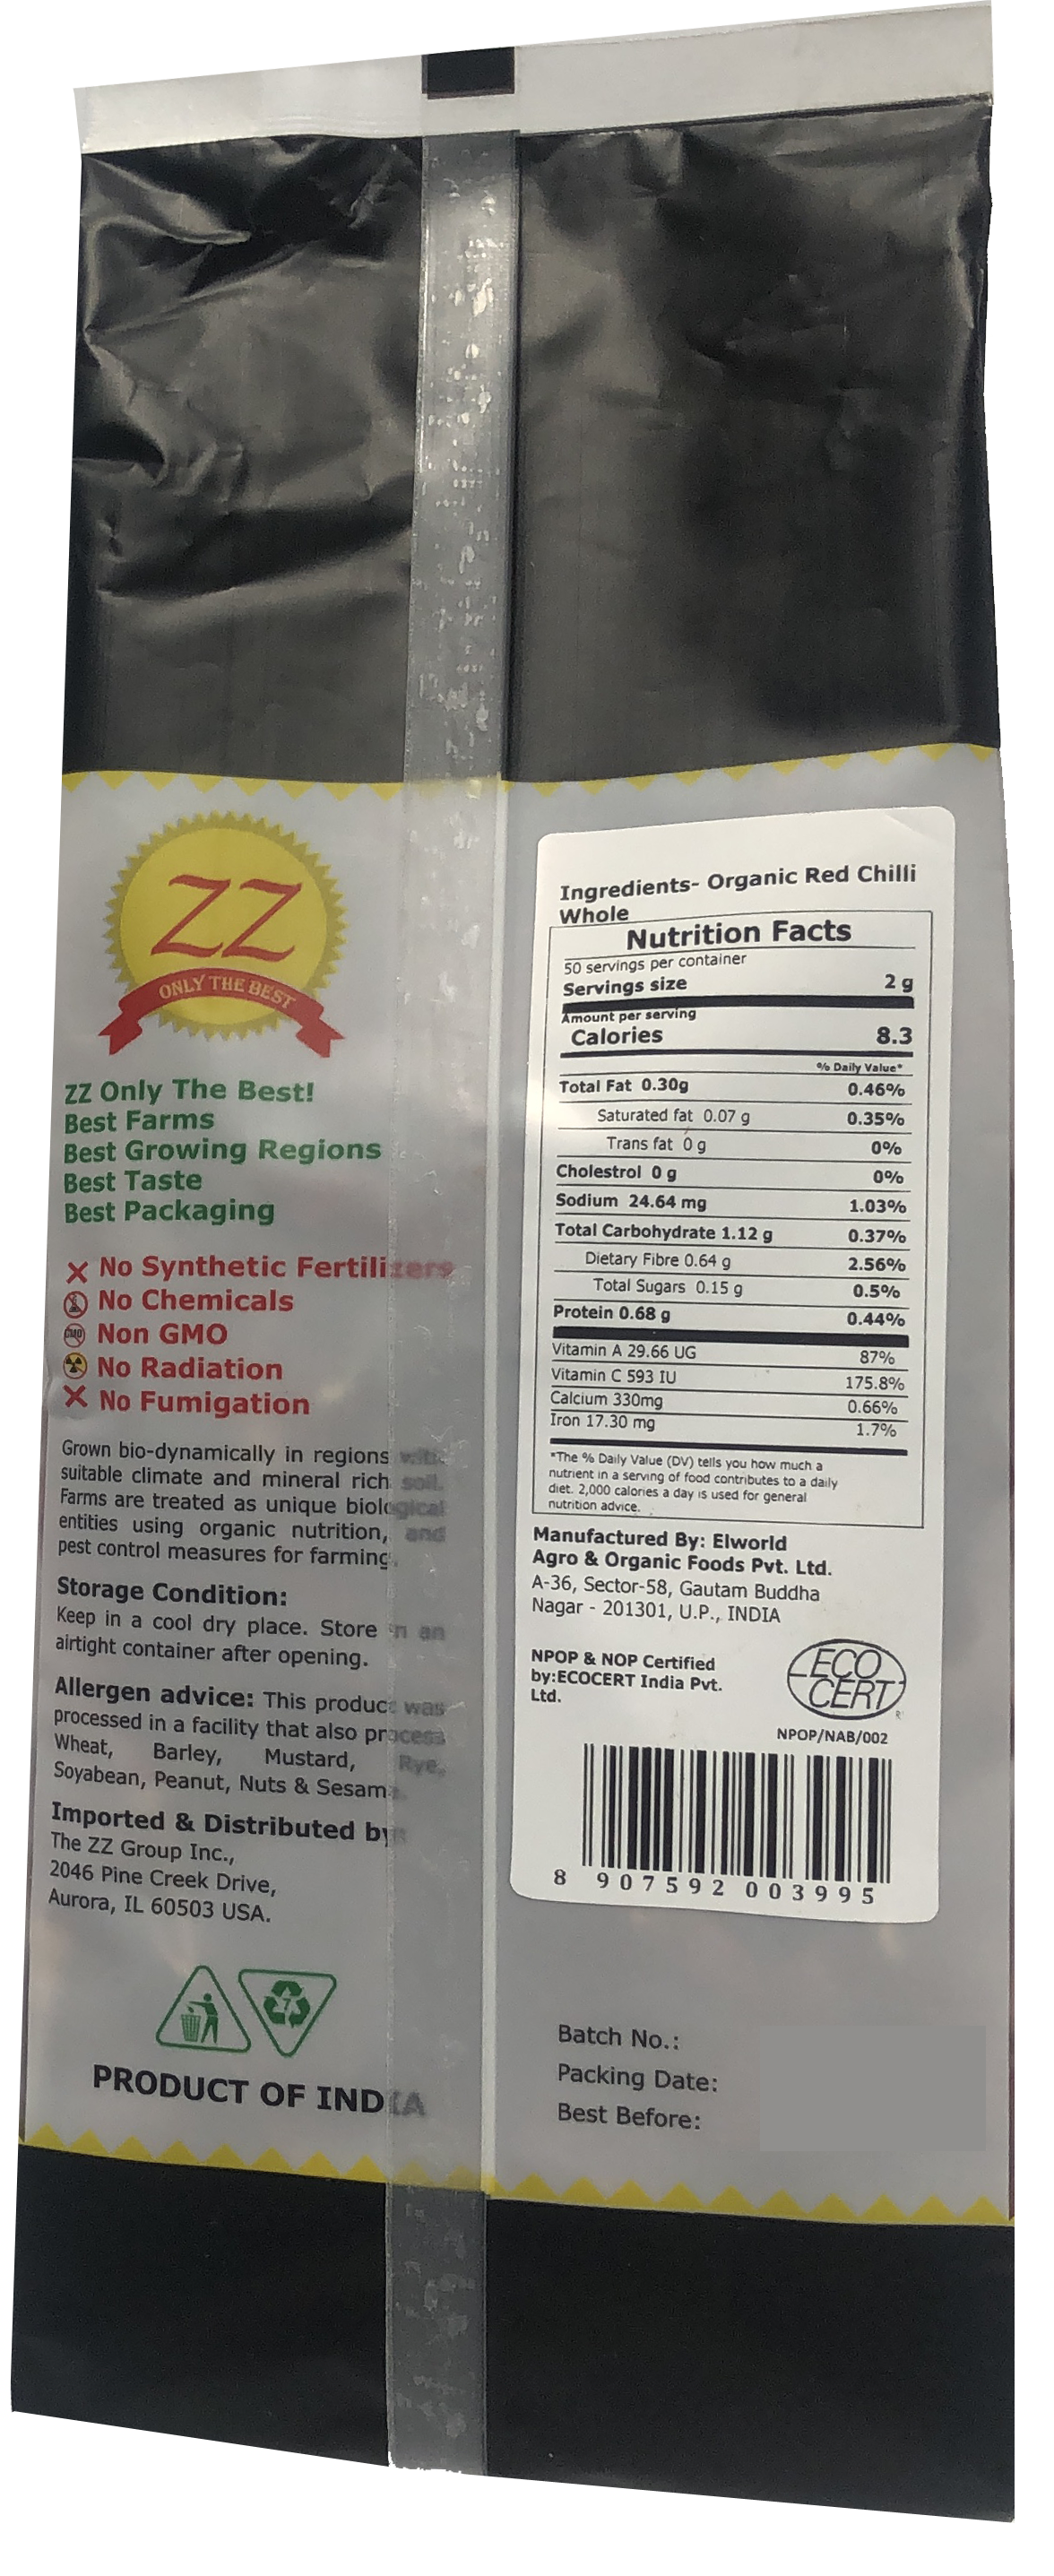 ZZ
ONLY THE BEST
ZZ Only The Best!
Best Farms
Best Growing Regions
Best Taste
Best Packaging
No Synthetic Fertilizers
No Chemicals
GMO
Non GMO
No Radiation
No Fumigation
Grown bio-dynamically in regions with
suitable climate and mineral rich soil.
Farms are treated as unique biological
entities using organic nutrition, and
pest control measures for farming.
Storage Condition:
Keep in a cool dry place. Store in an
airtight container after opening.
Allergen advice: This product was
processed in a facility that also process
Wheat, Barley, Mustard, Rye,
Soyabean, Peanut, Nuts & Sesame.
Imported & Distributed by:
The ZZ Group Inc.,
2046 Pine Creek Drive,
Aurora, IL 60503 USA.
7
PRODUCT OF INDIA
Ingredients- Organic Red Chilli
Whole
Nutrition Facts
50 servings per container
Servings size 2 g
Amount per serving
Calories 8.3
% Daily Value*
Total Fat 0.30g 0.46%
Saturated fat 0.07 g 0.35%
Trans fat 0 g 0%
Cholestrol 0 g 0%
Sodium 24.64 mg 1.03%
Total Carbohydrate 1.12 g 0.37%
Dietary Fibre 0.64 g 2.56%
Total Sugars 0.15 g 0.5%
Protein 0.68 g 0.44%
Vitamin A 29.66 UG 87%
Vitamin C 593 IU 175.8%
Calcium 330mg 0.66%
Iron 17.30 mg 1.7%
*The % Daily Value (DV) tells you how much a
nutrient in a serving of food contributes to a daily
diet. 2,000 calories a day is used for general
nutrition advice.
Manufactured By: Elworld
Agro & Organic Foods Pvt. Ltd.
A-36, Sector-58, Gautam Buddha
Nagar - 201301, U.P., INDIA
NPOP & NOP Certified
by:ECOCERT India Pvt.
Ltd.
ECO
CERT
R
NPOP/NAB/002
8 907592 003995
Batch No.:
Packing Date:
Best Before: